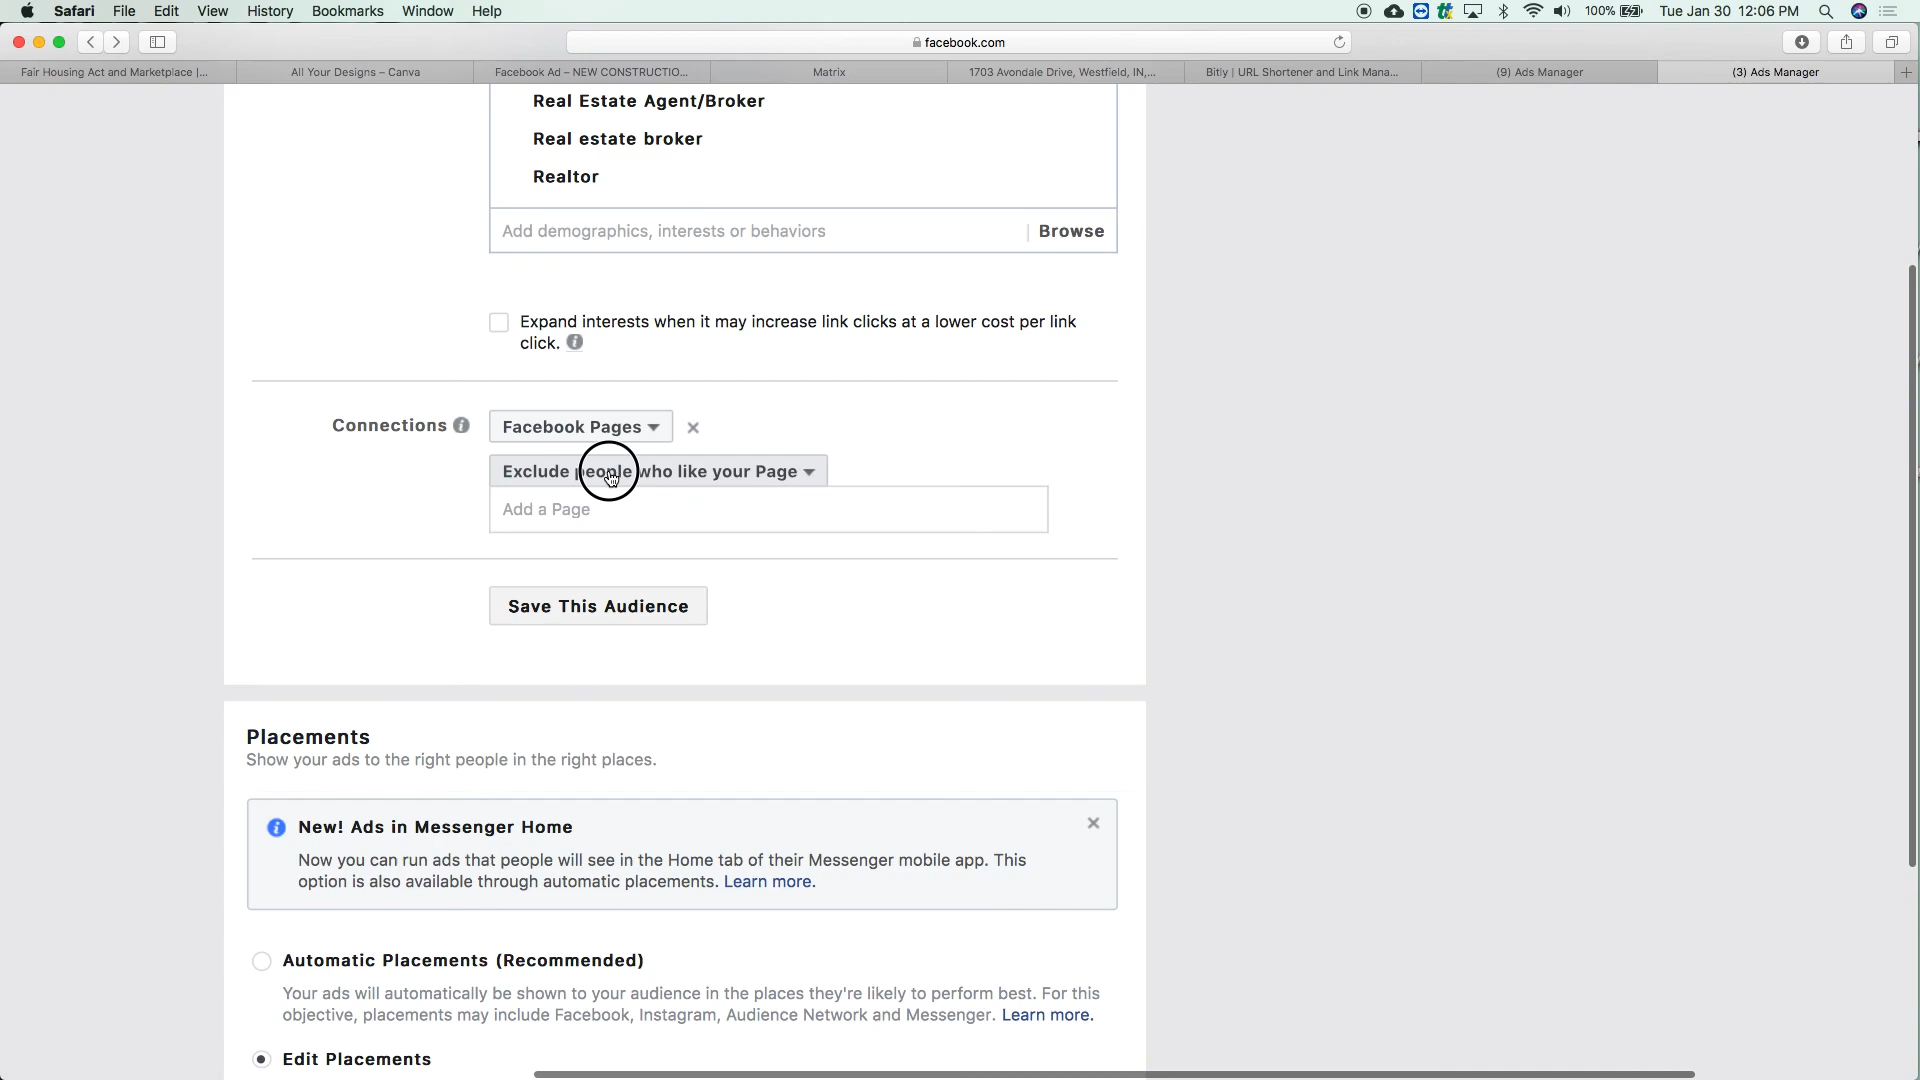 Safari File Edit View History Bookmarks Window Help 100% Tue Jan 30 12:06 PM
facebook.com
Fair Housing Act and Marketplace |... All Your Designs – Canva Facebook Ad – NEW CONSTRUCTIO... Matrix 1703 Avondale Drive, Westfield, IN,... Bitly | URL Shortener and Link Mana... (9) Ads Manager (3) Ads Manager
Real Estate Agent/Broker
Real estate broker
Realtor
Add demographics, interests or behaviors | Browse
Expand interests when it may increase link clicks at a lower cost per link
click.
Connections Facebook Pages
Exclude people who like your Page
Add a Page
Save This Audience
Placements
Show your ads to the right people in the right places.
New! Ads in Messenger Home
Now you can run ads that people will see in the Home tab of their Messenger mobile app. This
option is also available through automatic placements. Learn more.
Automatic Placements (Recommended)
Your ads will automatically be shown to your audience in the places they're likely to perform best. For this
objective, placements may include Facebook, Instagram, Audience Network and Messenger. Learn more.
Edit Placements